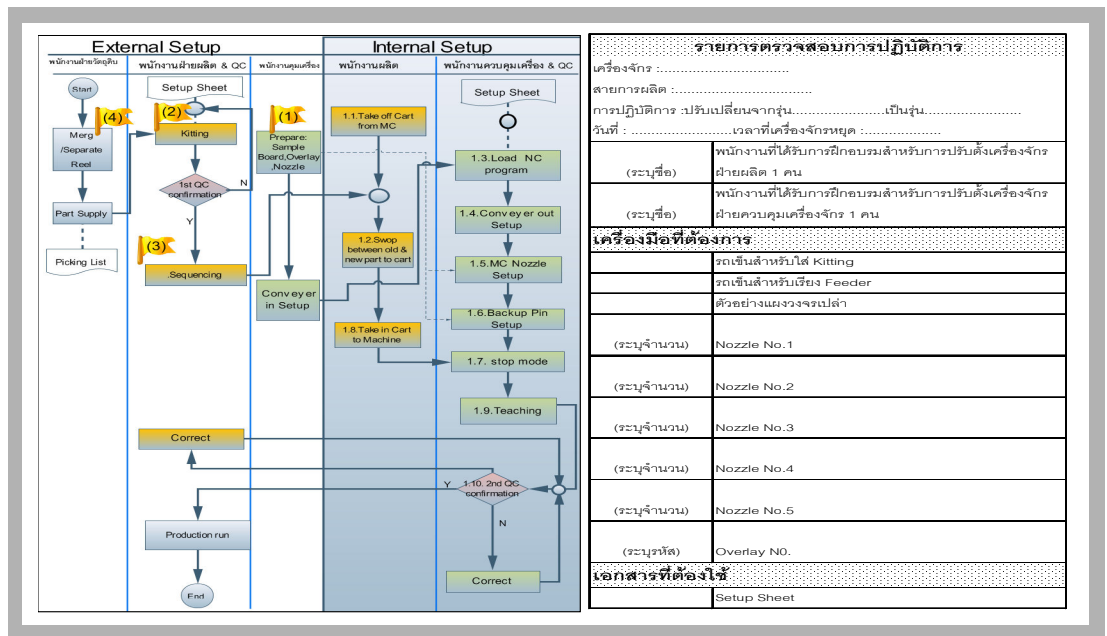 External Setup
Internal Setup
พนักงานฝ่ายวัตถุดิบ
พนักงานฝ่ายผลิต & QC
พนักงานคุมเครื่อง
พนักงานผลิต
พนักงานควบคุมเครื่อง & QC
Start
(4)
Merg
/Separate
Reel
Part Supply
Picking List
Setup Sheet
(2)
Kitting
1st QC
confirmation
N
Y
(3)
.Sequencing
(1)
Prepare:
Sample
Board,Overlay
,Nozzle
Conveyer
in Setup
1.1.Take off Cart
from MC
1.2.Swop
between old &
new part to cart
1.8.Take in Cart
to Machine
Setup Sheet
1.3.Load NC
program
1.4.Conveyer out
Setup
1.5.MC Nozzle
Setup
1.6.Backup Pin
Setup
1.7. stop mode
1.9.Teaching
Correct
Y
1.10. 2nd QC
confirmation
N
Correct
Production run
End
รายการตรวจสอบการปฏิบัติการ
เครื่องจักร :................................
สายการผลิต :..................................
การปฏิบัติการ :ปรับเปลี่ยนจากรุ่น.......................เป็นรุ่น........................
วันที่ : .........................เวลาที่เครื่องจักรหยุด :...................
พนักงานที่ได้รับการฝึกอบรมสำหรับการปรับตั้งเครื่องจักร
(ระบุชื่อ) ฝ่ายผลิต 1 คน
พนักงานที่ได้รับการฝึกอบรมสำหรับการปรับตั้งเครื่องจักร
(ระบุชื่อ) ฝ่ายควบคุมเครื่องจักร 1 คน
เครื่องมือที่ต้องการ
รถเข็นสำหรับใส่ Kitting
รถเข็นสำหรับเรียง Feeder
ตัวอย่างแผงวงจรเปล่า
(ระบุจำนวน) Nozzle No.1
(ระบุจำนวน) Nozzle No.2
(ระบุจำนวน) Nozzle No.3
(ระบุจำนวน) Nozzle No.4
(ระบุจำนวน) Nozzle No.5
(ระบุรหัส) Overlay N0.
เอกสารที่ต้องใช้
Setup Sheet